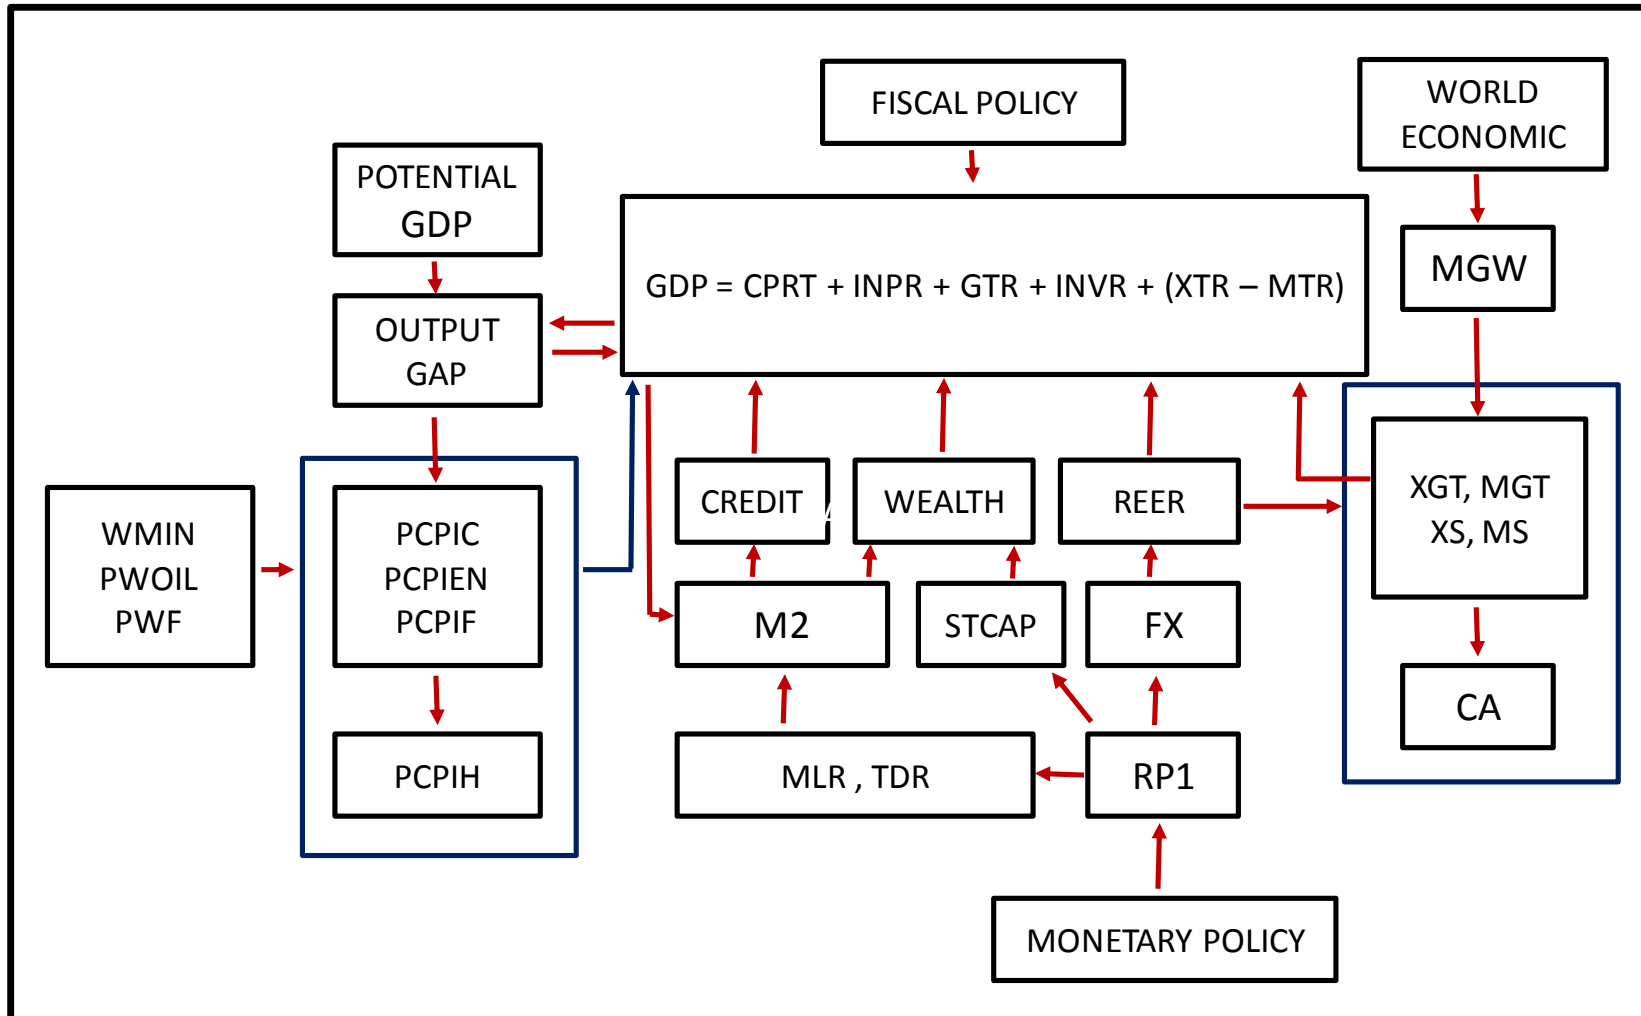 FISCAL POLICY
WORLD
ECONOMIC
POTENTIAL
GDP
GDP = CPRT + INPR + GTR + INVR + (XTR – MTR)
MGW
OUTPUT
GAP
CREDIT
WEALTH
REER
XGT, MGT
XS, MS
WMIN
PWOIL
PWF
PCPIC
PCPIEN
PCPIF
M2
STCAP
FX
CA
PCPIH
MLR , TDR
RP1
MONETARY POLICY